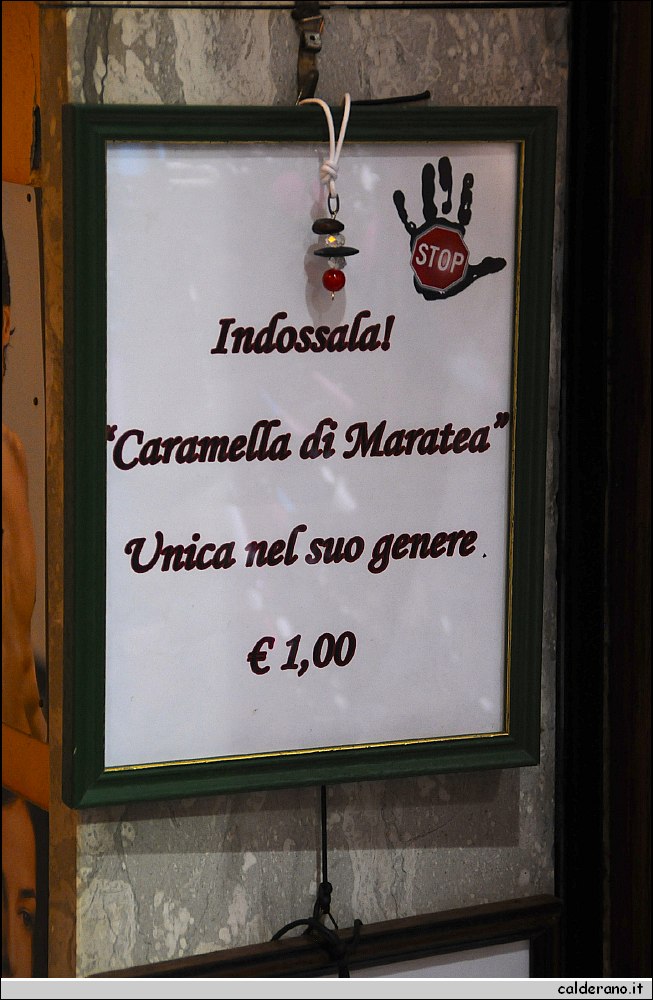 STOP
Indossala!
"Caramella di Maratea"
Unica nel suo genere.
€ 1,00
calderano.it